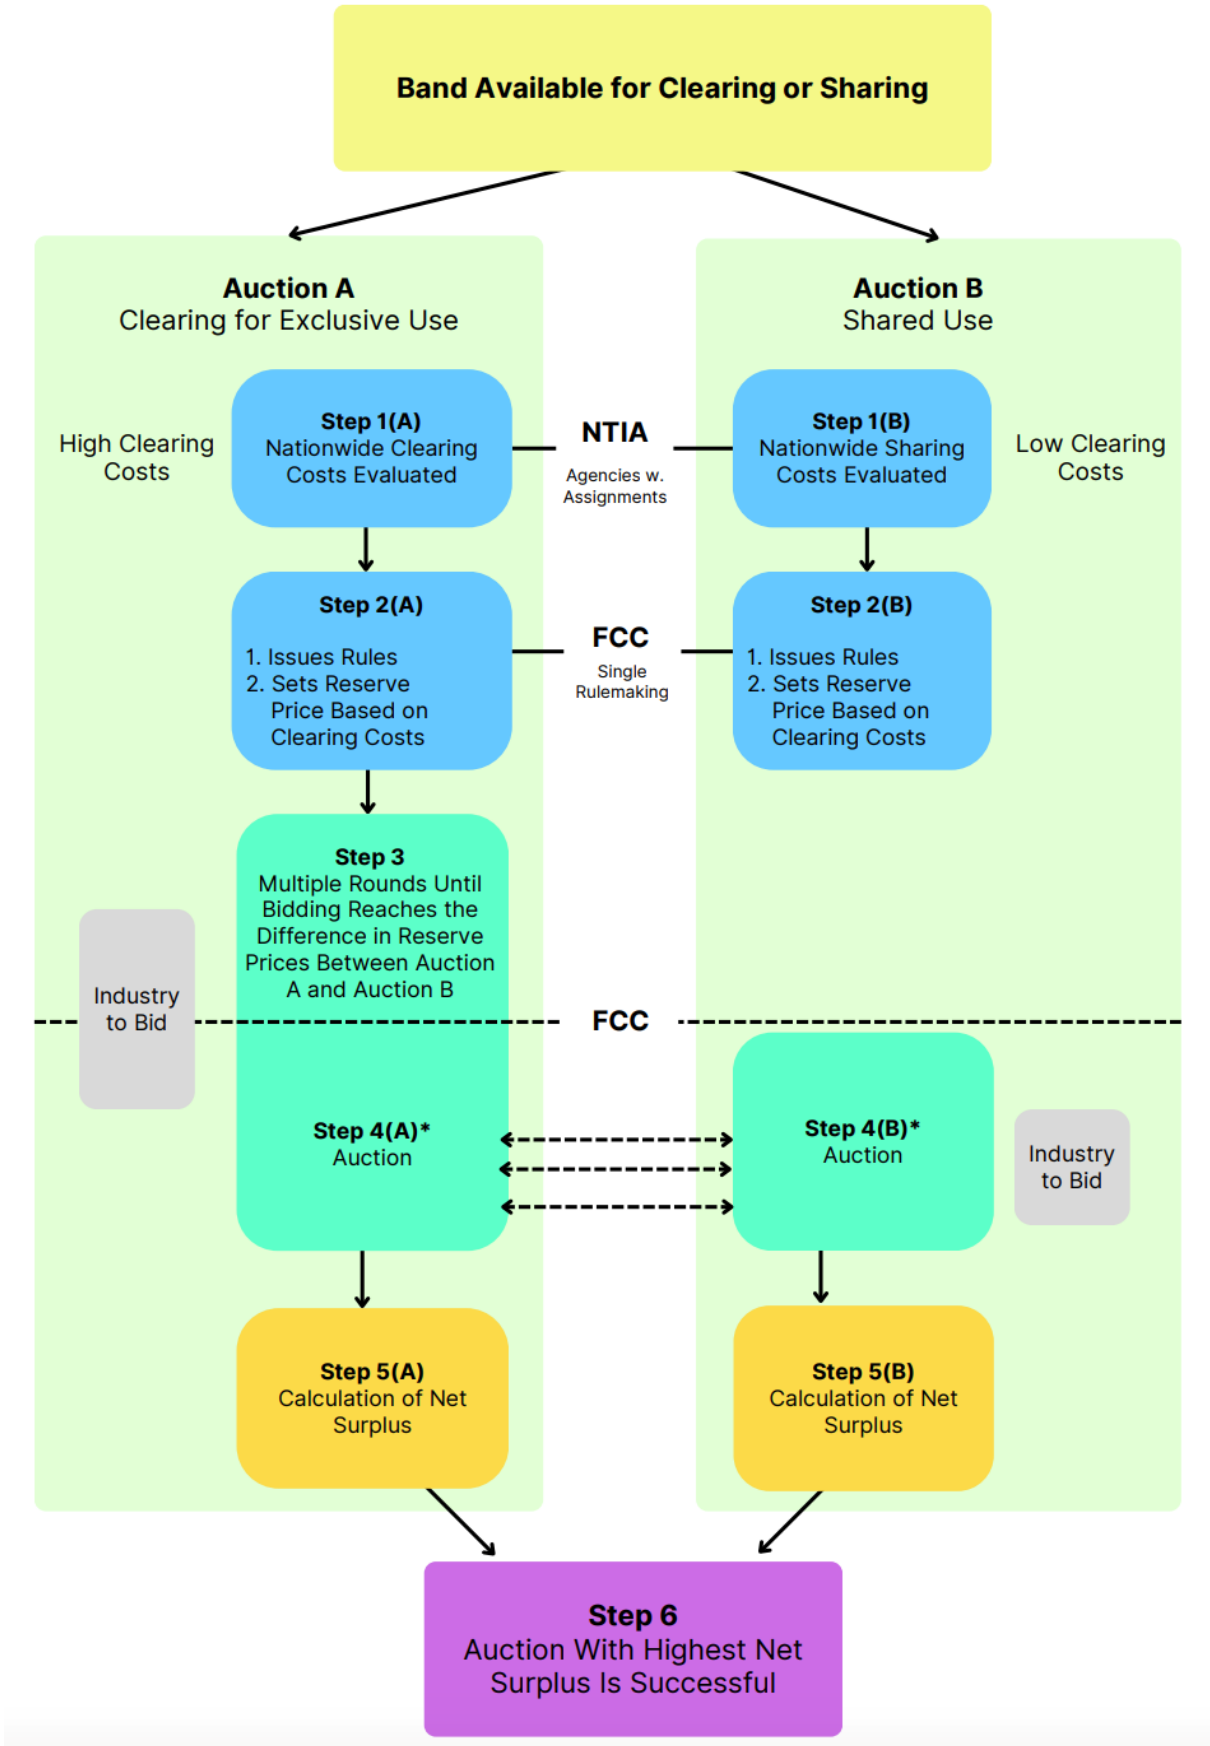 Band Available for Clearing or Sharing
Auction A
Clearing for Exclusive Use
Auction B
Shared Use
High Clearing
Costs
Step 1(A)
Nationwide Clearing
Costs Evaluated
NTIA
Agencies w.
Assignments
Step 1(B)
Nationwide Sharing
Costs Evaluated
Low Clearing
Costs
Step 2(A)
1. Issues Rules
2. Sets Reserve
Price Based on
Clearing Costs
FCC
Single
Rulemaking
Step 2(B)
1. Issues Rules
2. Sets Reserve
Price Based on
Clearing Costs
Step 3
Multiple Rounds Until
Bidding Reaches the
Difference in Reserve
Prices Between Auction
A and Auction B
Industry
to Bid
FCC
Step 4(A)*
Auction
Step 4(B)*
Auction
Industry
to Bid
Step 5(A)
Calculation of Net
Surplus
Step 5(B)
Calculation of Net
Surplus
Step 6
Auction With Highest Net
Surplus Is Successful